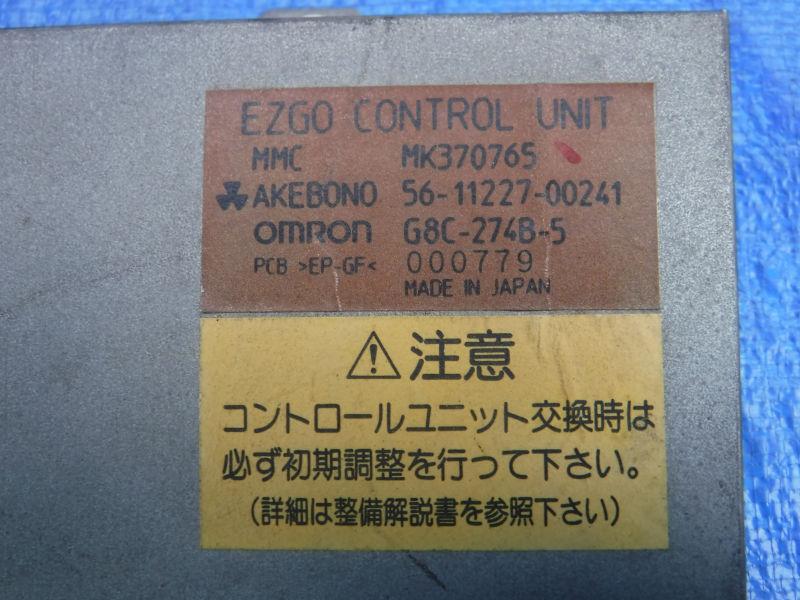 EZGO CONTROL UNIT
MMC MK370765
AKEBONO 56-11227-00241
OMRON G8C-274B-5
PCB >EP-GF< 000779
MADE IN JAPAN
注意
コントロールユニット交換時は
必ず初期調整を行って下さい。
(詳細は整備解説書を参照下さい)